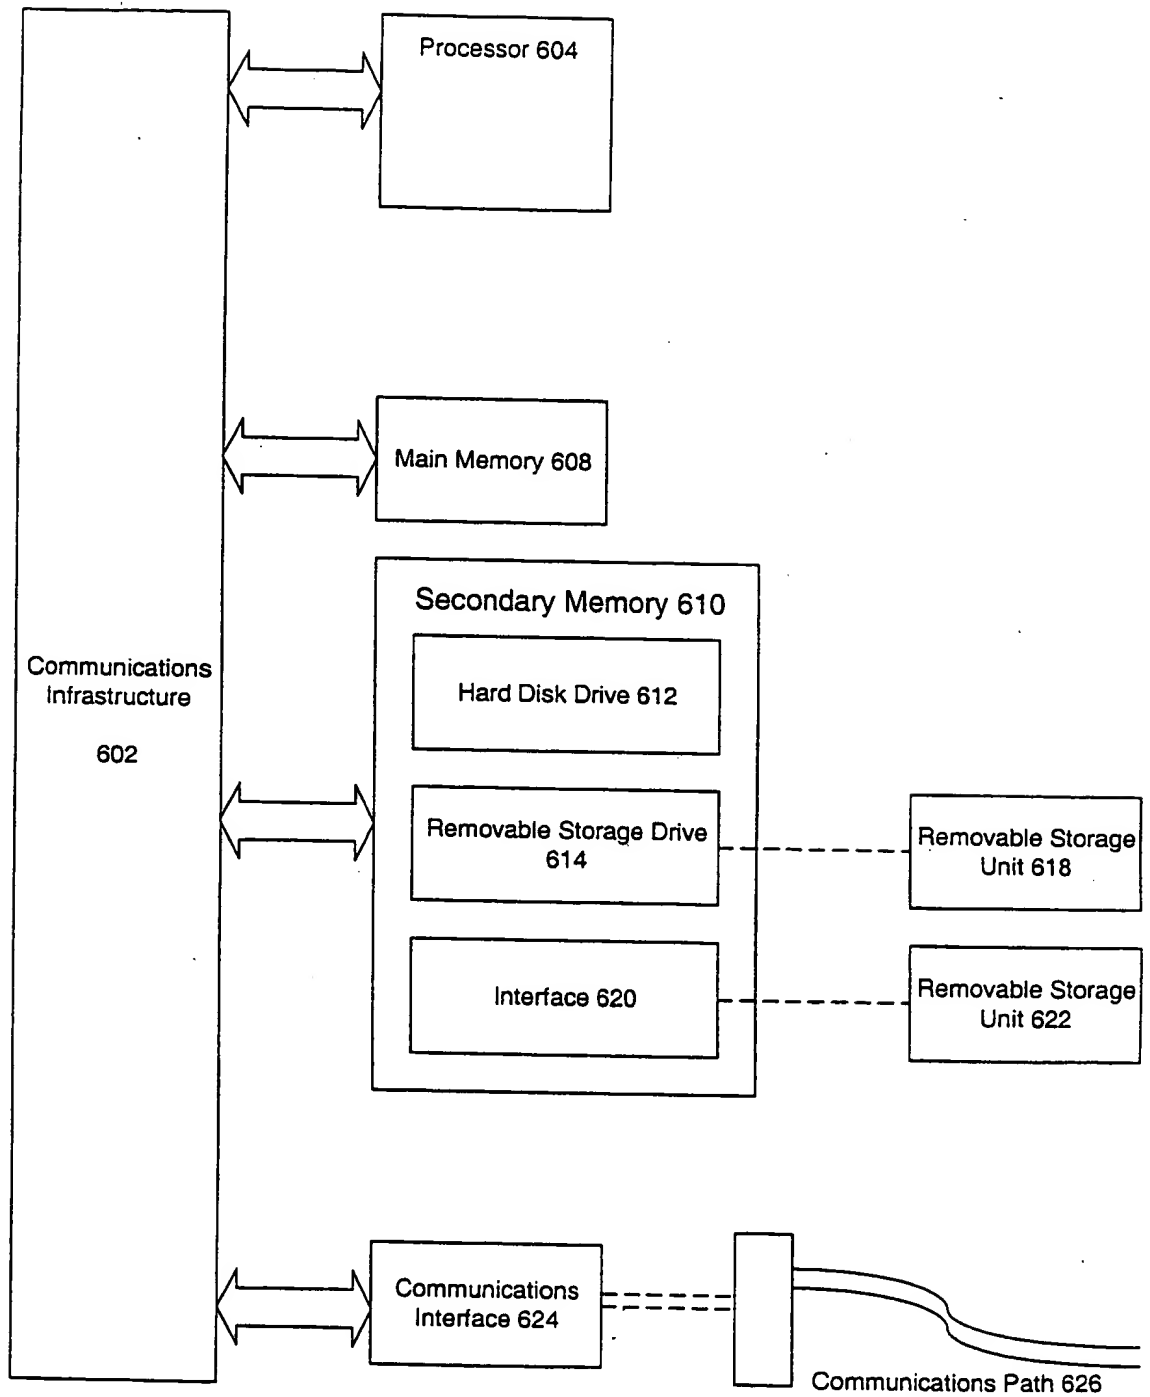 Processor 604
Main Memory 608
Secondary Memory 610
Hard Disk Drive 612
Communications
Infrastructure
602
Removable Storage Drive
614
Removable Storage
Unit 618
Interface 620
Removable Storage
Unit 622
Communications
Interface 624
Communications Path 626